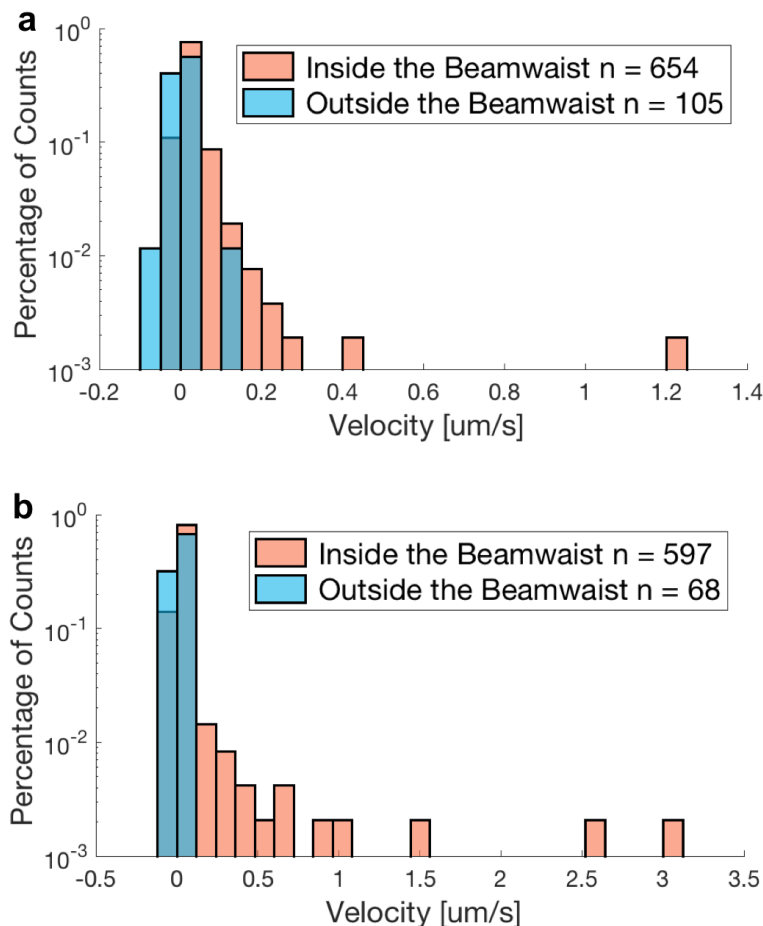 a
10^0
10^-1
10^-2
10^-3
Percentage of Counts
Inside the Beamwaist n = 654
Outside the Beamwaist n = 105
-0.2 0 0.2 0.4 0.6 0.8 1 1.2 1.4
Velocity [um/s]
b
10^0
10^-1
10^-2
10^-3
Percentage of Counts
Inside the Beamwaist n = 597
Outside the Beamwaist n = 68
-0.5 0 0.5 1 1.5 2 2.5 3 3.5
Velocity [um/s]